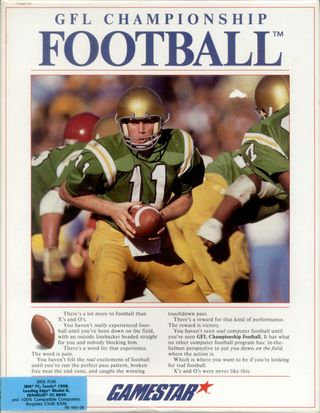 GFL CHAMPIONSHIP
FOOTBALL™
11
There's a lot more to football than
X's and O's.
You haven't really experienced foot-
ball until you've been down on the field,
with an outside linebacker headed straight
for you and nobody blocking him.
There's a word for that experience.
The word is pain.
You haven't felt the real excitement of football
until you've run the perfect pass pattern, broken
free near the end zone, and caught the winning
touchdown pass.
There's a reward for that kind of performance.
The reward is victory.
You haven't seen real computer football until
you've seen GFL Championship Football. It has what
no other computer football program has: in-the-
helmet perspective to put you down on the field,
where the action is.
Which is where you want to be if you're looking
for real football.
X's and O's were never like this.
DISK FOR
IBM® PC, Tandy® 1000,
Leading Edge® Model D,
and 100% Compatible Computers.
Requires 256K RAM.
GAMESTAR